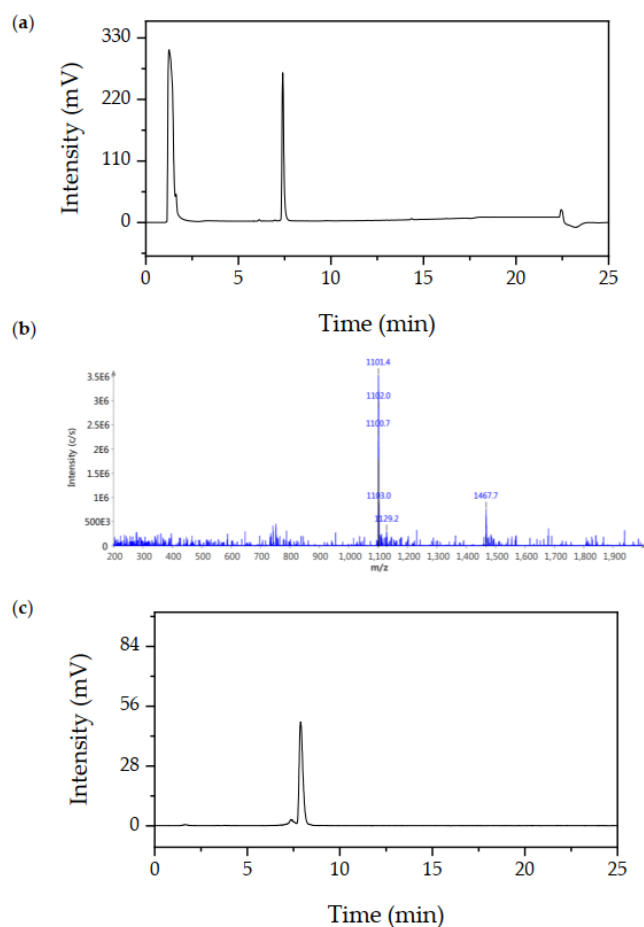 (a)
330
220
110
0
Intensity (mV)
0 5 10 15 20 25
Time (min)
(b)
1101.4
3.5E6
3E6
2.5E6
2E6
1.5E6
1E6
500E3
0
Intensity (c/s)
1102.0
1100.7
1103.0
1129.2
1467.7
200 300 400 500 600 700 800 900 1,000 1,100 1,200 1,300 1,400 1,500 1,600 1,700 1,800 1,900
m/z
(c)
84
56
28
0
Intensity (mV)
0 5 10 15 20 25
Time (min)